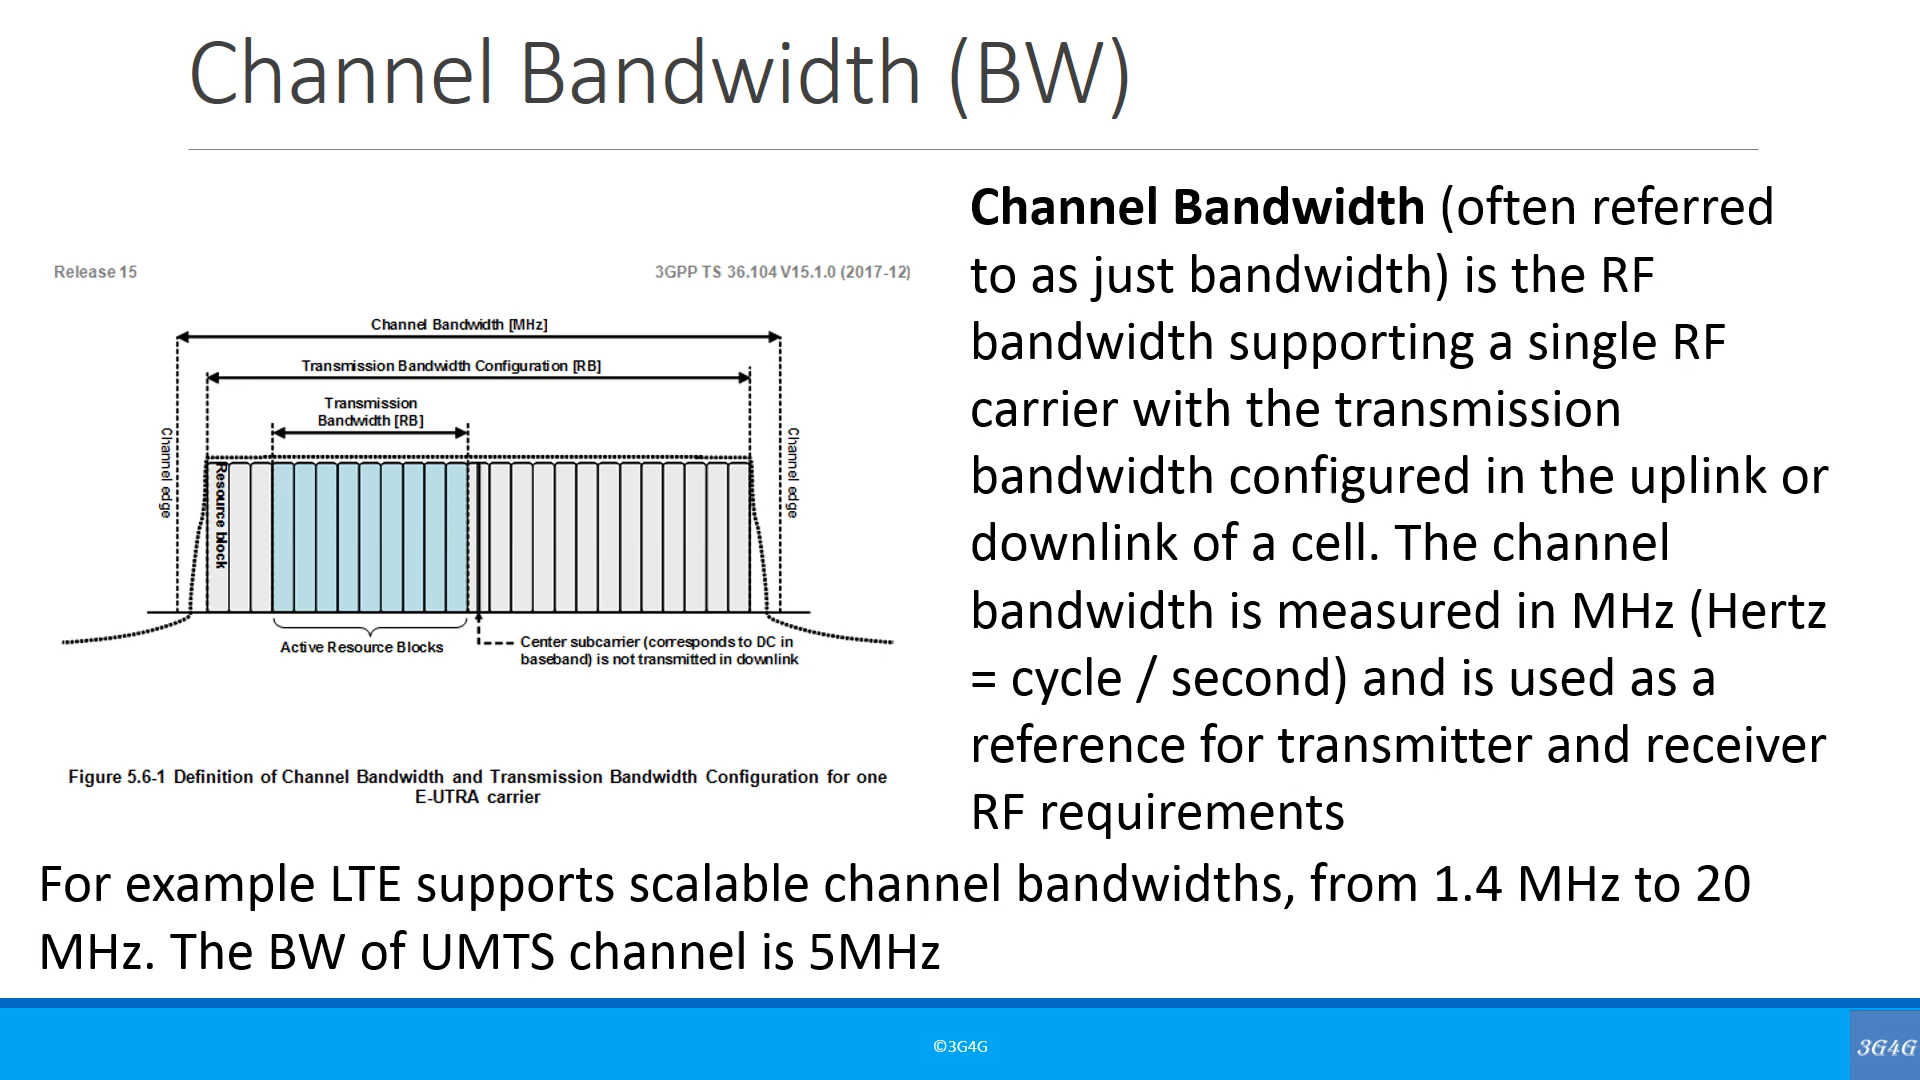 Channel Bandwidth (BW)
Release 15
3GPP TS 36.104 V15.1.0 (2017-12)
Channel Bandwidth [MHz]
Transmission Bandwidth Configuration [RB]
Transmission
Bandwidth [RB]
Channel edge
Resource block
Channel edge
Active Resource Blocks
Center subcarrier (corresponds to DC in
baseband) is not transmitted in downlink
Figure 5.6-1 Definition of Channel Bandwidth and Transmission Bandwidth Configuration for one
E-UTRA carrier
Channel Bandwidth (often referred
to as just bandwidth) is the RF
bandwidth supporting a single RF
carrier with the transmission
bandwidth configured in the uplink or
downlink of a cell. The channel
bandwidth is measured in MHz (Hertz
= cycle / second) and is used as a
reference for transmitter and receiver
RF requirements
For example LTE supports scalable channel bandwidths, from 1.4 MHz to 20
MHz. The BW of UMTS channel is 5MHz
©3G4G
3G4G